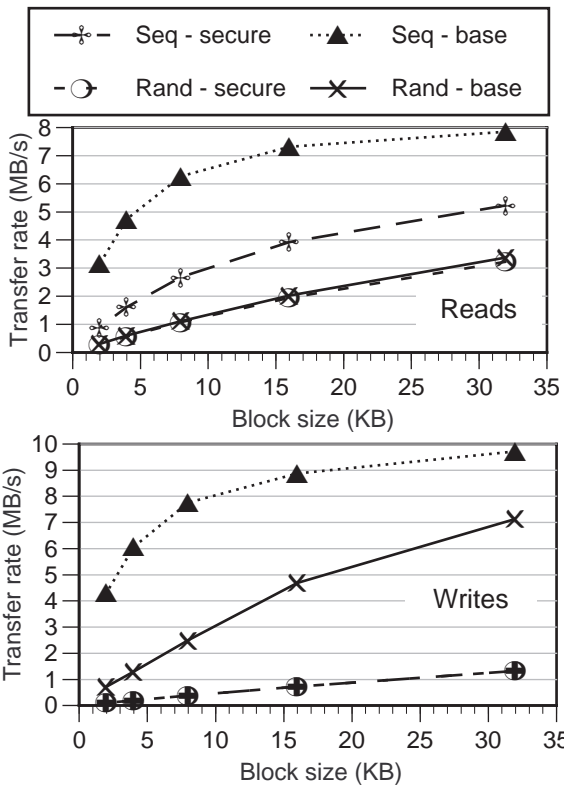 Seq - secure Seq - base
Rand - secure Rand - base
8
7
6
5
4
3
2
1
0
Transfer rate (MB/s)
Reads
0 5 10 15 20 25 30 35
Block size (KB)
10
9
8
7
6
5
4
3
2
1
0
Transfer rate (MB/s)
Writes
0 5 10 15 20 25 30 35
Block size (KB)